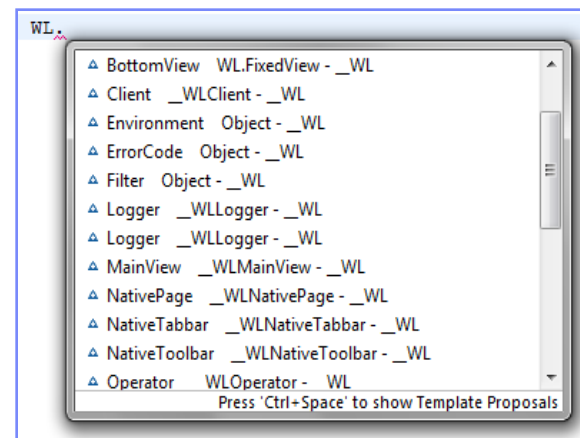 WL.
BottomView WL.FixedView - __WL
Client __WLClient - __WL
Environment Object - __WL
ErrorCode Object - __WL
Filter Object - __WL
Logger __WLLogger - __WL
Logger __WLLogger - __WL
MainView __WLMainView - __WL
NativePage __WLNativePage - __WL
NativeTabbar __WLNativeTabbar - __WL
NativeToolbar __WLNativeToolbar - __WL
Operator WLOperator - WL
Press 'Ctrl+Space' to show Template Proposals